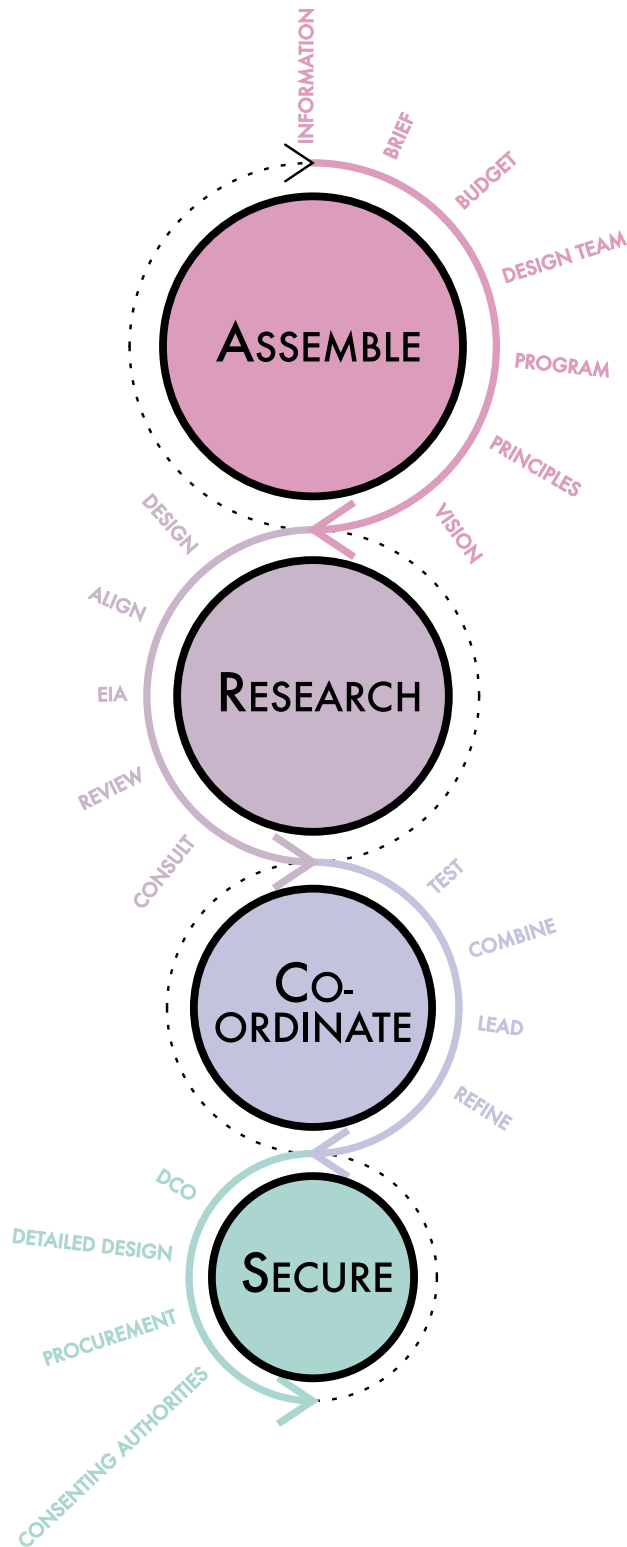 INFORMATION
BRIEF
BUDGET
DESIGN TEAM
PROGRAM
PRINCIPLES
VISION
ASSEMBLE
DESIGN
ALIGN
EIA
REVIEW
CONSULT
RESEARCH
TEST
COMBINE
LEAD
REFINE
CO-
ORDINATE
DCO
DETAILED DESIGN
PROCUREMENT
CONSENTING AUTHORITIES
SECURE